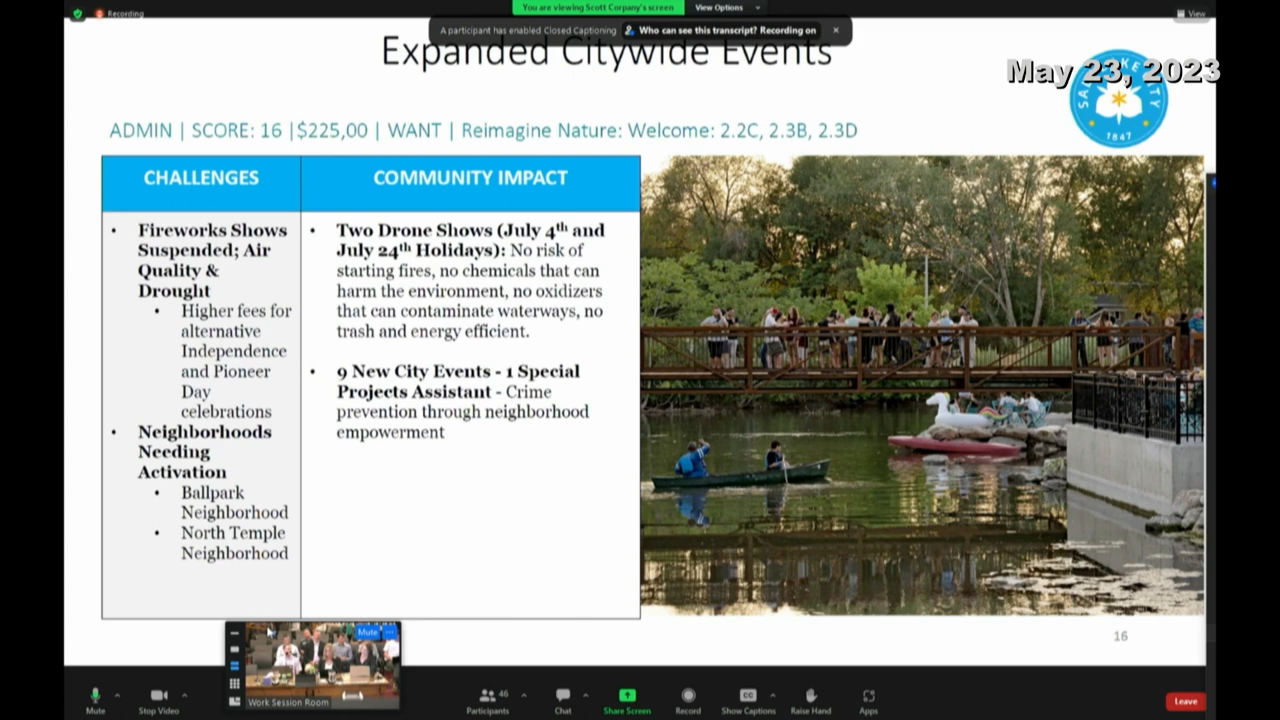 Recording
You are viewing Scott Corpany's screen
View Options
View
A participant has enabled Closed Captioning
Who can see this transcript? Recording on
Expanded Citywide Events
May 23, 2023
SALT LAKE CITY
1847
ADMIN | SCORE: 16 |$225,00 | WANT | Reimagine Nature: Welcome: 2.2C, 2.3B, 2.3D
CHALLENGES
• Fireworks Shows
Suspended; Air
Quality &
Drought
• Higher fees for
alternative
Independence
and Pioneer
Day
celebrations
• Neighborhoods
Needing
Activation
• Ballpark
Neighborhood
• North Temple
Neighborhood
COMMUNITY IMPACT
• Two Drone Shows (July 4th and
July 24th Holidays): No risk of
starting fires, no chemicals that can
harm the environment, no oxidizers
that can contaminate waterways, no
trash and energy efficient.
• 9 New City Events - 1 Special
Projects Assistant - Crime
prevention through neighborhood
empowerment
16
Mute
Work Session Room
Mute
Stop Video
Participants
46
Chat
Share Screen
Record
CC
Show Captions
Raise Hand
Apps
Leave